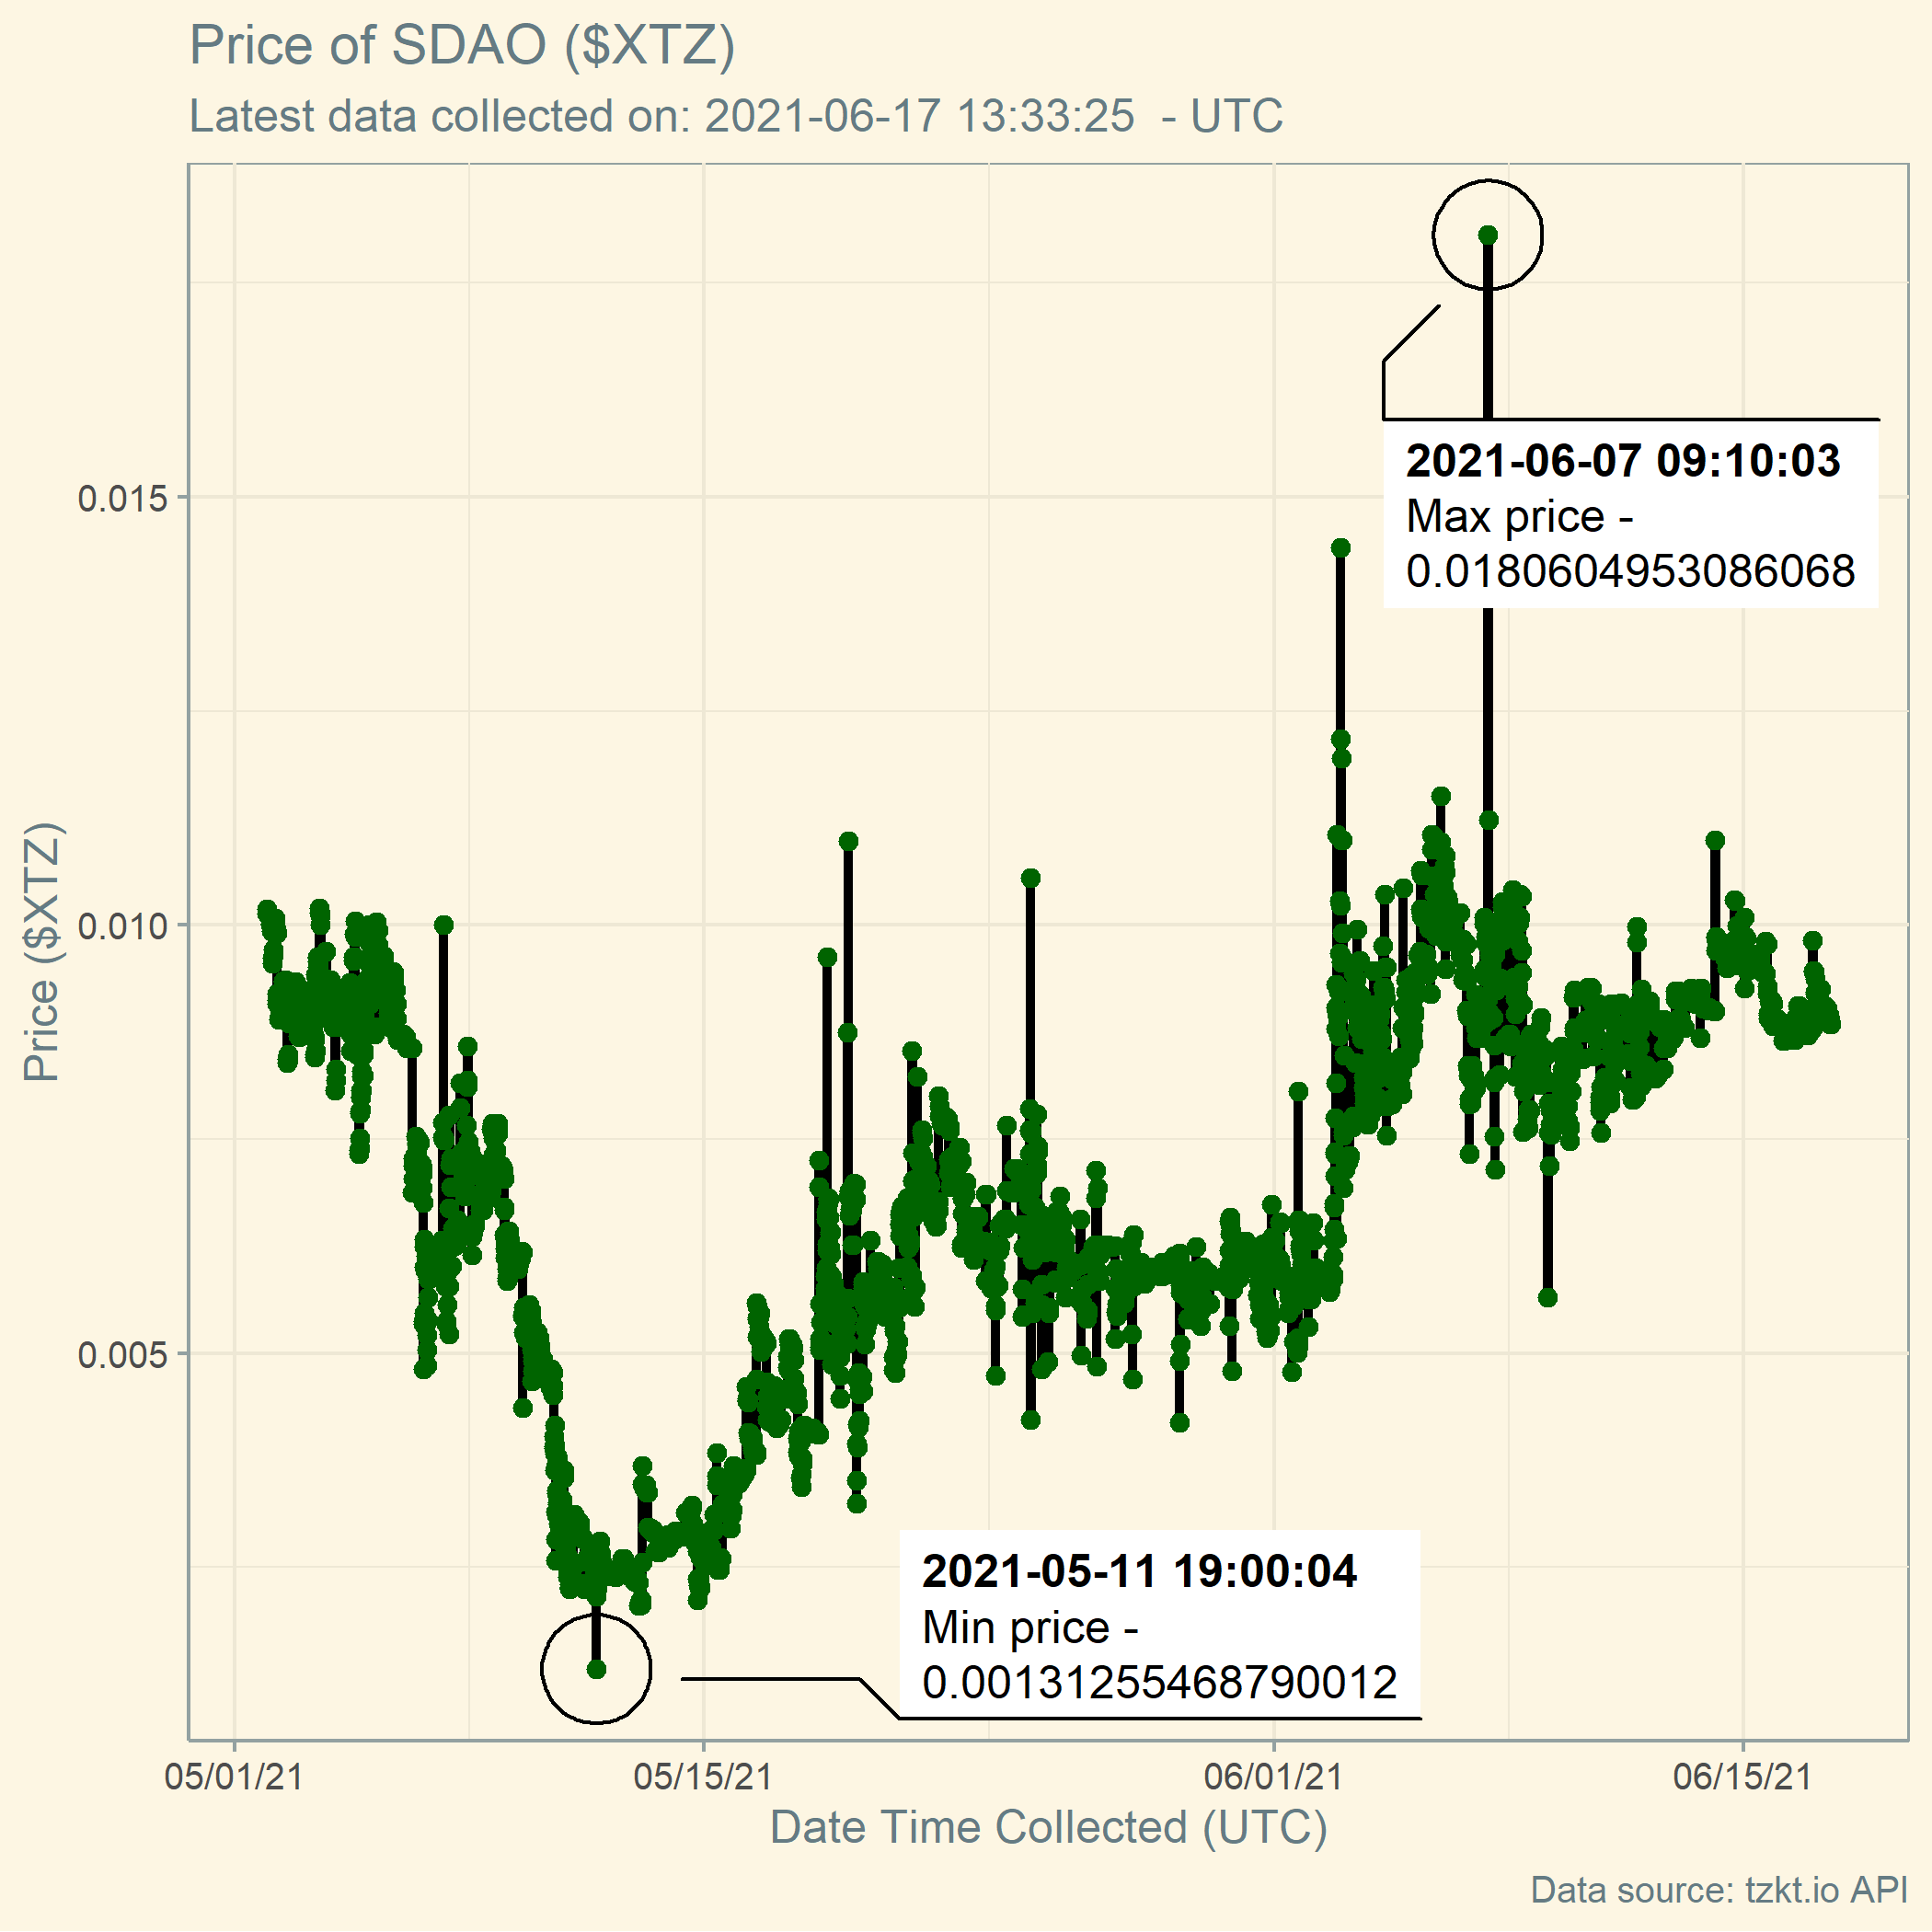 Price of SDAO ($XTZ)
Latest data collected on: 2021-06-17 13:33:25  - UTC
2021-06-07 09:10:03
Max price -
0.0180604953086068
0.015
0.010
0.005
Price ($XTZ)
2021-05-11 19:00:04
Min price -
0.00131255468790012
05/01/21
05/15/21
06/01/21
06/15/21
Date Time Collected (UTC)
Data source: tzkt.io API